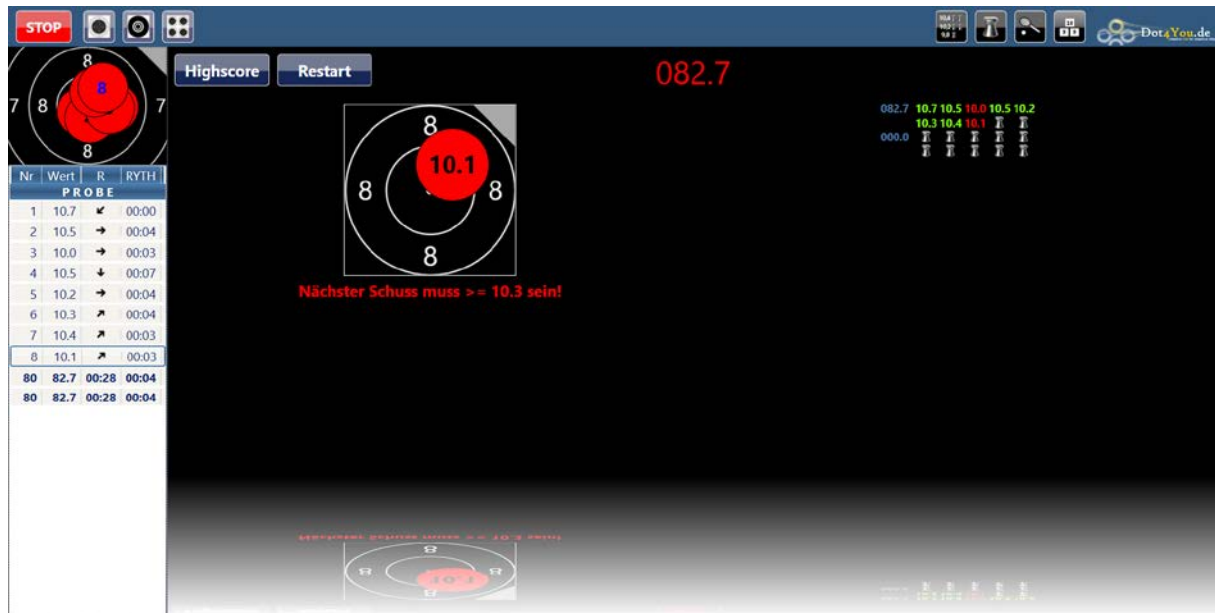 STOP
Dot4You.de
Highscore Restart
082.7
8
7 8 8 7
8
8
10.1
8 8
8
Nächster Schuss muss >= 10.3 sein!
082.7 10.7 10.5 10.0 10.5 10.2
10.3 10.4 10.1
000.0
Nr Wert R RYTH
PROBE
1 10.7 00:00
2 10.5 00:04
3 10.0 00:03
4 10.5 00:07
5 10.2 00:04
6 10.3 00:04
7 10.4 00:03
8 10.1 00:03
80 82.7 00:28 00:04
80 82.7 00:28 00:04